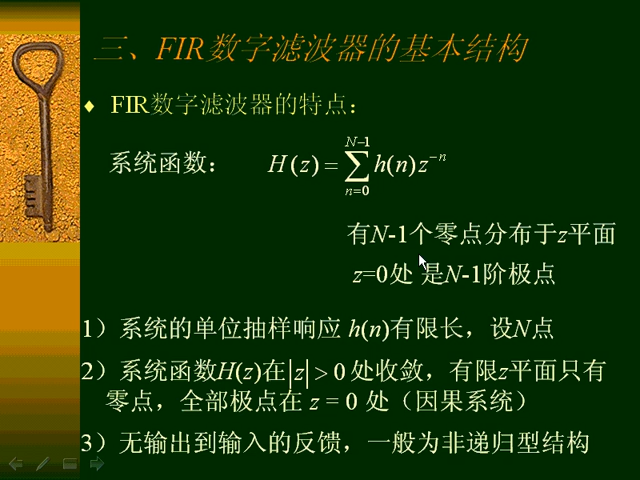 三、FIR数字滤波器的基本结构
FIR数字滤波器的特点：
系统函数： H(z) = ∑_{n=0}^{N−1} h(n)z^{−n}
有N-1个零点分布于z平面
z=0处 是N-1阶极点
1）系统的单位抽样响应 h(n)有限长，设N点
2）系统函数H(z)在|z| > 0 处收敛，有限z平面只有
零点，全部极点在 z = 0 处（因果系统）
3）无输出到输入的反馈，一般为非递归型结构